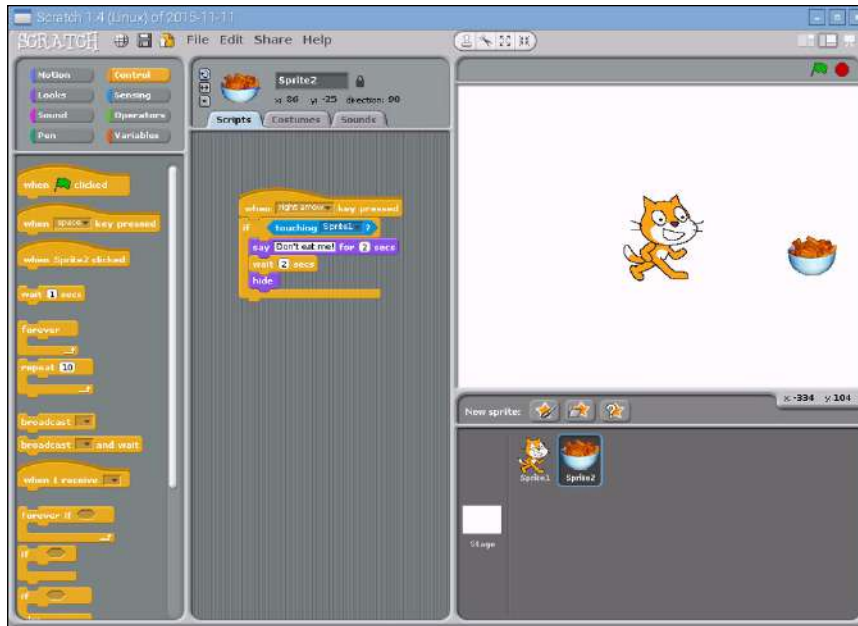 Scratch 1.4 (Linux) of 2015-11-11
SCRATCH File Edit Share Help
Motion Control
Looks Sensing
Sound Operators
Pen Variables
when clicked
when space key pressed
when Sprite2 clicked
wait 1 secs
forever
repeat 10
broadcast
broadcast and wait
when I receive
forever if
if
if
Sprite2
x: 86 y: -25 direction: 90
Scripts Costumes Sounds
when right arrow key pressed
if touching Sprite1 ?
say Don't eat me! for 2 secs
wait 2 secs
hide
x: -334 y: 104
New sprite:
Sprite1 Sprite2
Stage